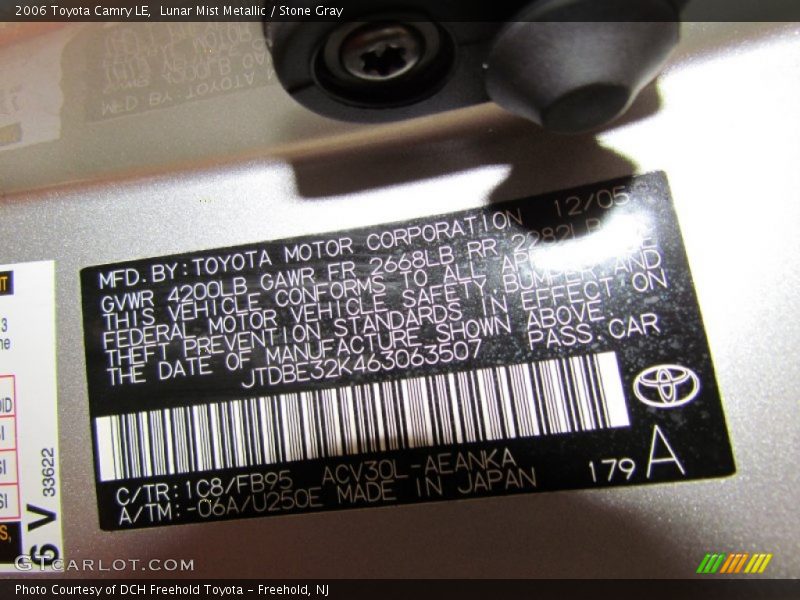 2006 Toyota Camry LE, Lunar Mist Metallic / Stone Gray
MFD. BY: TOYOTA MOTOR CORPORATION 12/05
GVWR 4200LB GAWR FR 2668LB RR 2282LB
THIS VEHICLE CONFORMS TO ALL
FEDERAL MOTOR VEHICLE SAFETY BUMPER AND
THEFT PREVENTION STANDARDS IN EFFECT ON
THE DATE OF MANUFACTURE SHOWN ABOVE
JTDBE32K463063507 PASS. CAR
C/TR: 1C8/FB95 ACV30L-AEANKA
A/TM: -06A/U250E MADE IN JAPAN
179 A
6 V
33622
GTCARLOT.COM
Photo Courtesy of DCH Freehold Toyota - Freehold, NJ